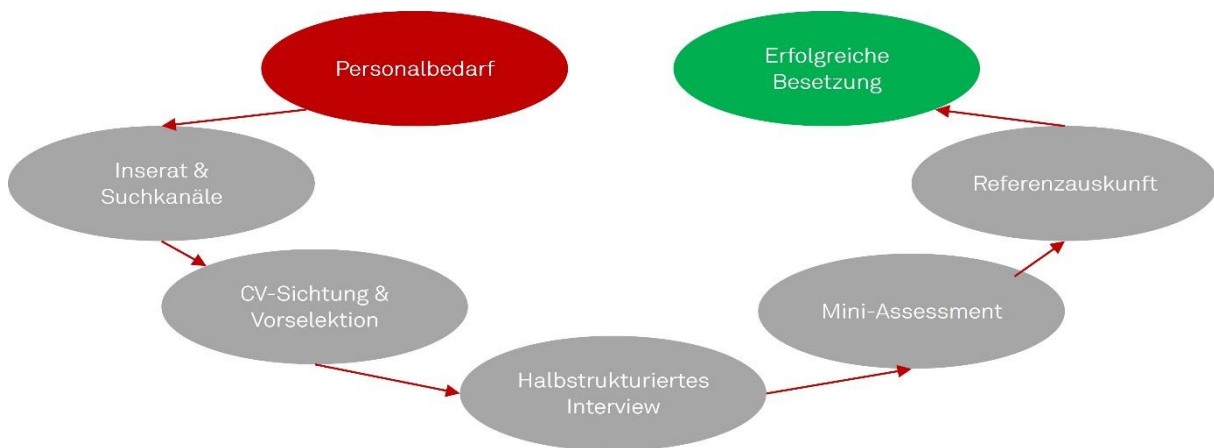 Personalbedarf
Inserat &
Suchkanäle
CV-Sichtung &
Vorselektion
Halbstrukturiertes
Interview
Mini-Assessment
Referenzauskunft
Erfolgreiche
Besetzung